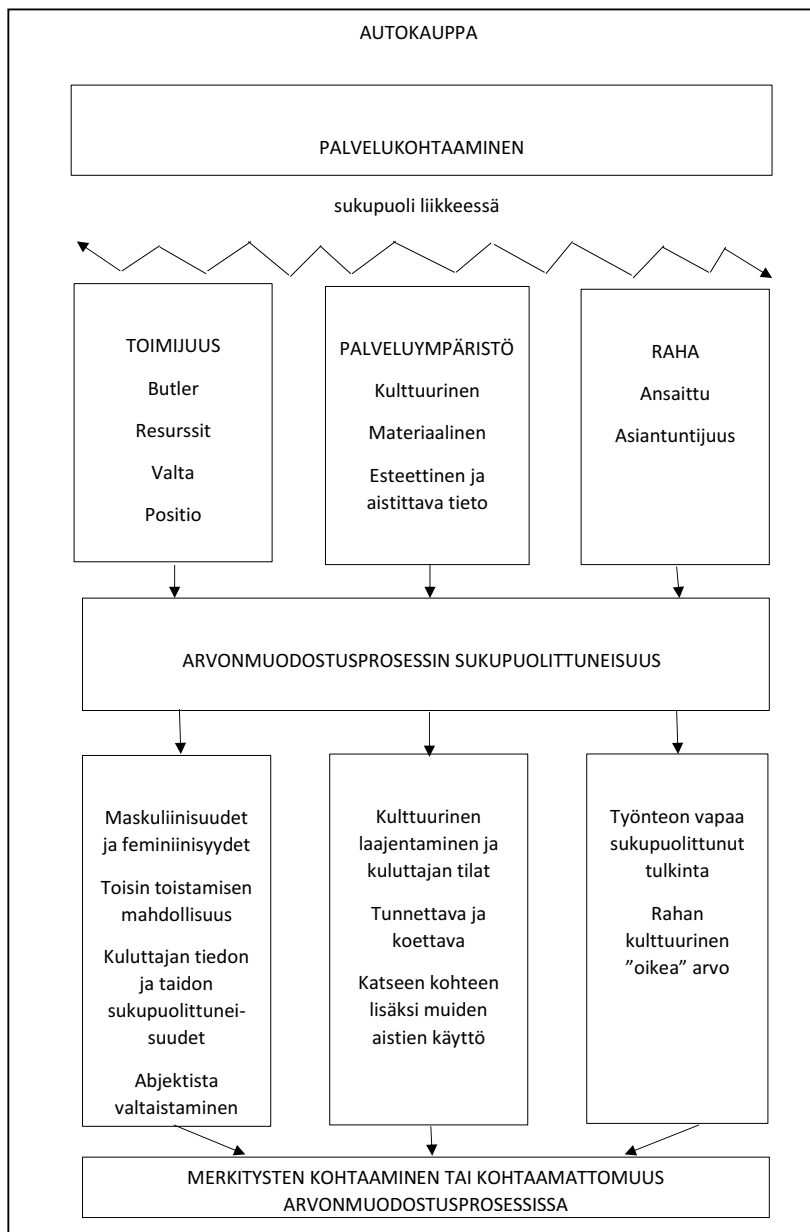 AUTOKAUPPA
PALVELUKOHTAAMINEN
sukupuoli liikkeessä
TOIMIJUUS
Butler
Resurssit
Valta
Positio
PALVELUYMPÄRISTÖ
Kulttuurinen
Materiaalinen
Esteettinen ja
aistittava tieto
RAHA
Ansaittu
Asiantuntijuus
ARVONMUODOSTUSPROSESSIN SUKUPUOLITTUNEISUUS
Maskuliinisuudet
ja feminiinisyydet
Toisin toistamisen
mahdollisuus
Kuluttajan tiedon
ja taidon
sukupuolittunei-
suudet
Abjektista
valtaistaminen
Kulttuurinen
laajentaminen ja
kuluttajan tilat
Tunnettava ja
koettava
Katseen kohteen
lisäksi muiden
aistien käyttö
Työnteon vapaa
sukupuolittunut
tulkinta
Rahan
kulttuurinen
”oikea” arvo
MERKITYSTEN KOHTAAMINEN TAI KOHTAAMATTOMUUS
ARVONMUODOSTUSPROSESSISSA